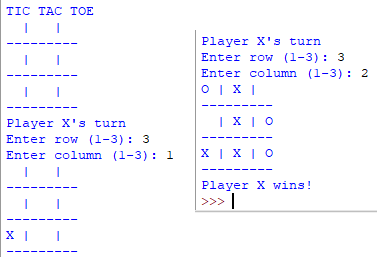 TIC TAC TOE
  |   |
---------
  |   |
---------
  |   |
---------
Player X's turn
Enter row (1-3): 3
Enter column (1-3): 1
  |   |
---------
  |   |
---------
X |   |
---------
Player X's turn
Enter row (1-3): 3
Enter column (1-3): 2
O | X |
---------
  | X | O
---------
X | X | O
---------
Player X wins!
>>>